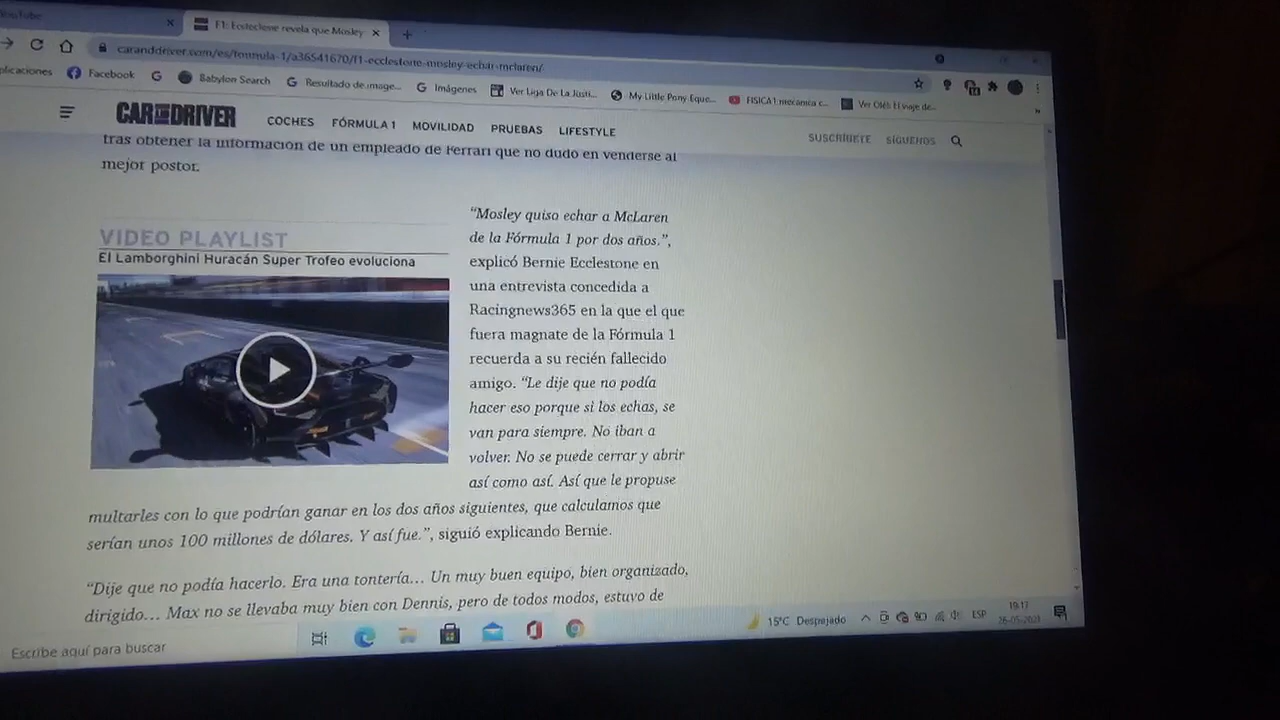 YouTube
F1: Ecclestone revela que Mosley
caranddriver.com/es/formula-1/a36541670/f1-ecclestone-mosley-echar-mclaren/
plicaciones
Facebook
Babylon Search
Resultado de image...
Imágenes
Ver Liga De La Justi...
My Little Pony Eque...
FISICA 1 mecanica c...
CAR AND DRIVER
COCHES
FÓRMULA 1
MOVILIDAD
PRUEBAS
LIFESTYLE
SUSCRÍBETE
SÍGUENOS
tras obtener la información de un empleado de Ferrari que no dudó en venderse al
mejor postor.
VIDEO PLAYLIST
El Lamborghini Huracán Super Trofeo evoluciona
“Mosley quiso echar a McLaren
de la Fórmula 1 por dos años.”,
explicó Bernie Ecclestone en
una entrevista concedida a
Racingnews365 en la que el que
fuera magnate de la Fórmula 1
recuerda a su recién fallecido
amigo. “Le dije que no podía
hacer eso porque si los echas, se
van para siempre. No iban a
volver. No se puede cerrar y abrir
así como así. Así que le propuse
multarles con lo que podrían ganar en los dos años siguientes, que calculamos que
serían unos 100 millones de dólares. Y así fue.”, siguió explicando Bernie.
“Dije que no podía hacerlo. Era una tontería... Un muy buen equipo, bien organizado,
dirigido... Max no se llevaba muy bien con Dennis, pero de todos modos, estuvo de
Escribe aquí para buscar
15°C Despejado
ESP
19:17
26-05-2021